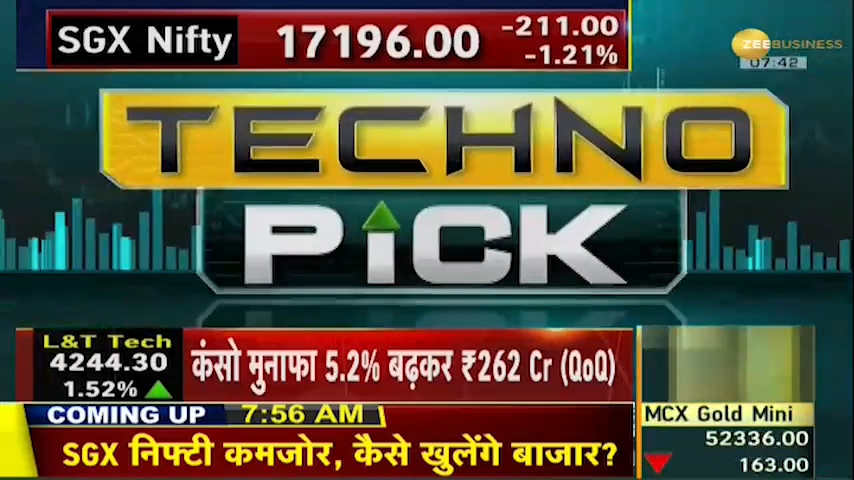 SGX Nifty 17196.00 -211.00
-1.21%
ZEEBUSINESS
07:42
TECHNO
PiCK
L&T Tech
4244.30
1.52%
कंसो मुनाफा 5.2% बढ़कर ₹262 Cr (QoQ)
COMING UP 7:56 AM
SGX निफ्टी कमजोर, कैसे खुलेंगे बाजार?
MCX Gold Mini
52336.00
163.00